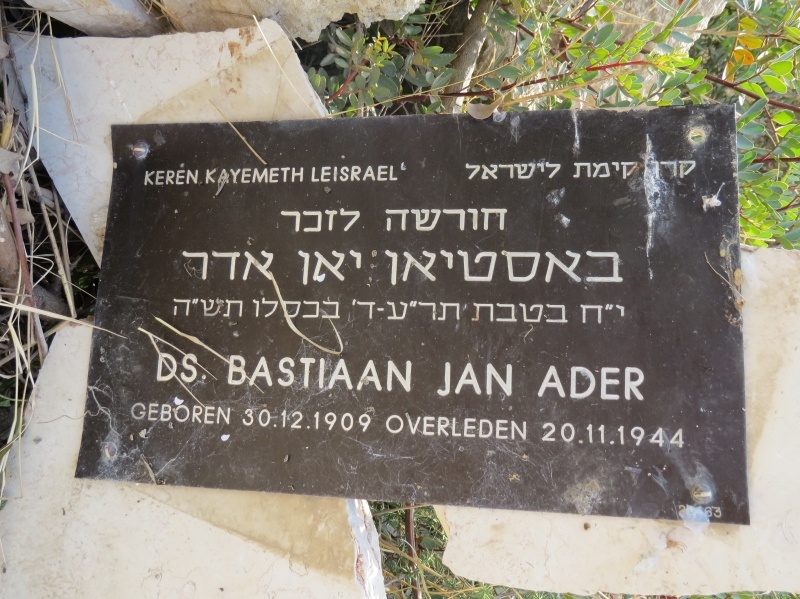 KEREN KAYEMETH LEISRAEL קרן קימת לישראל
חורשה לזכר
באסטיאן יאן אדר
י״ח בטבת תר״ע-ד׳ בכסלו תש״ה
DS. BASTIAAN JAN ADER
GEBOREN 30.12.1909 OVERLEDEN 20.11.1944